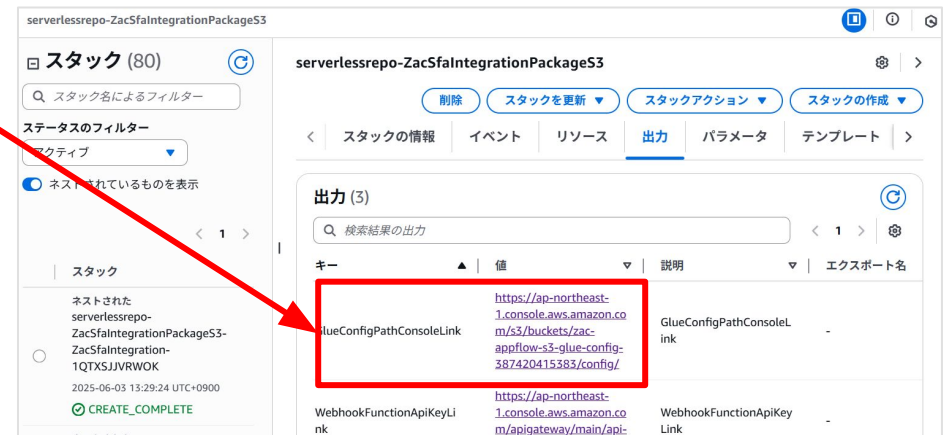 serverlessrepo-ZacSfaIntegrationPackageS3
スタック (80)
スタック名によるフィルター
ステータスのフィルター
アクティブ
ネストされているものを表示
1
スタック
ネストされた
serverlessrepo-
ZacSfaIntegrationPackageS3-
ZacSfaIntegration-
1QTXSJJVRWOK
2025-06-03 13:29:24 UTC+0900
CREATE_COMPLETE
serverlessrepo-ZacSfaIntegrationPackageS3
削除 スタックを更新 スタックアクション スタックの作成
スタックの情報 イベント リソース 出力 パラメータ テンプレート
出力 (3)
検索結果の出力
1
キー 値 説明 エクスポート名
GlueConfigPathConsoleLink
https://ap-northeast-
1.console.aws.amazon.co
m/s3/buckets/zac-
appflow-s3-glue-config-
387420415383/config/
GlueConfigPathConsoleL
ink
-
WebhookFunctionApiKeyLi
nk
https://ap-northeast-
1.console.aws.amazon.co
m/apigateway/main/api-
WebhookFunctionApiKey
Link
-